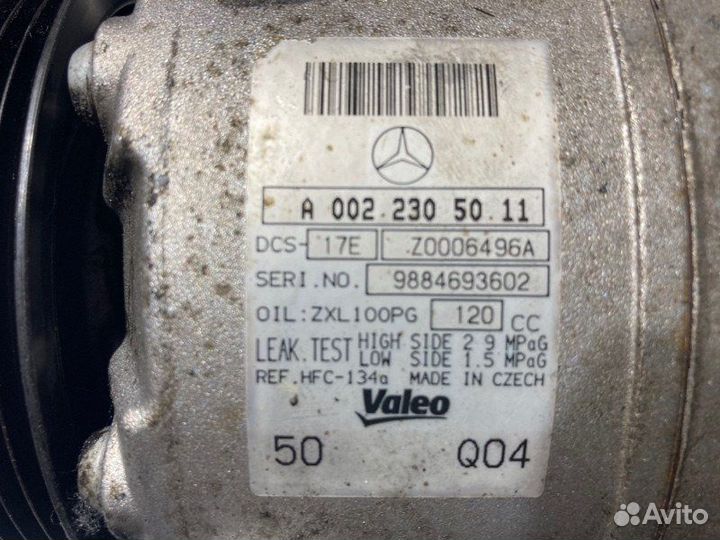 A 002 230 50 11
DCS- 17E Z0006496A
SERI.NO. 9884693602
OIL:ZXL100PG 120 CC
LEAK.TEST HIGH SIDE 2 9 MPaG
LOW SIDE 1.5 MPaG
REF.HFC-134a MADE IN CZECH
Valeo
50 Q04
Avito